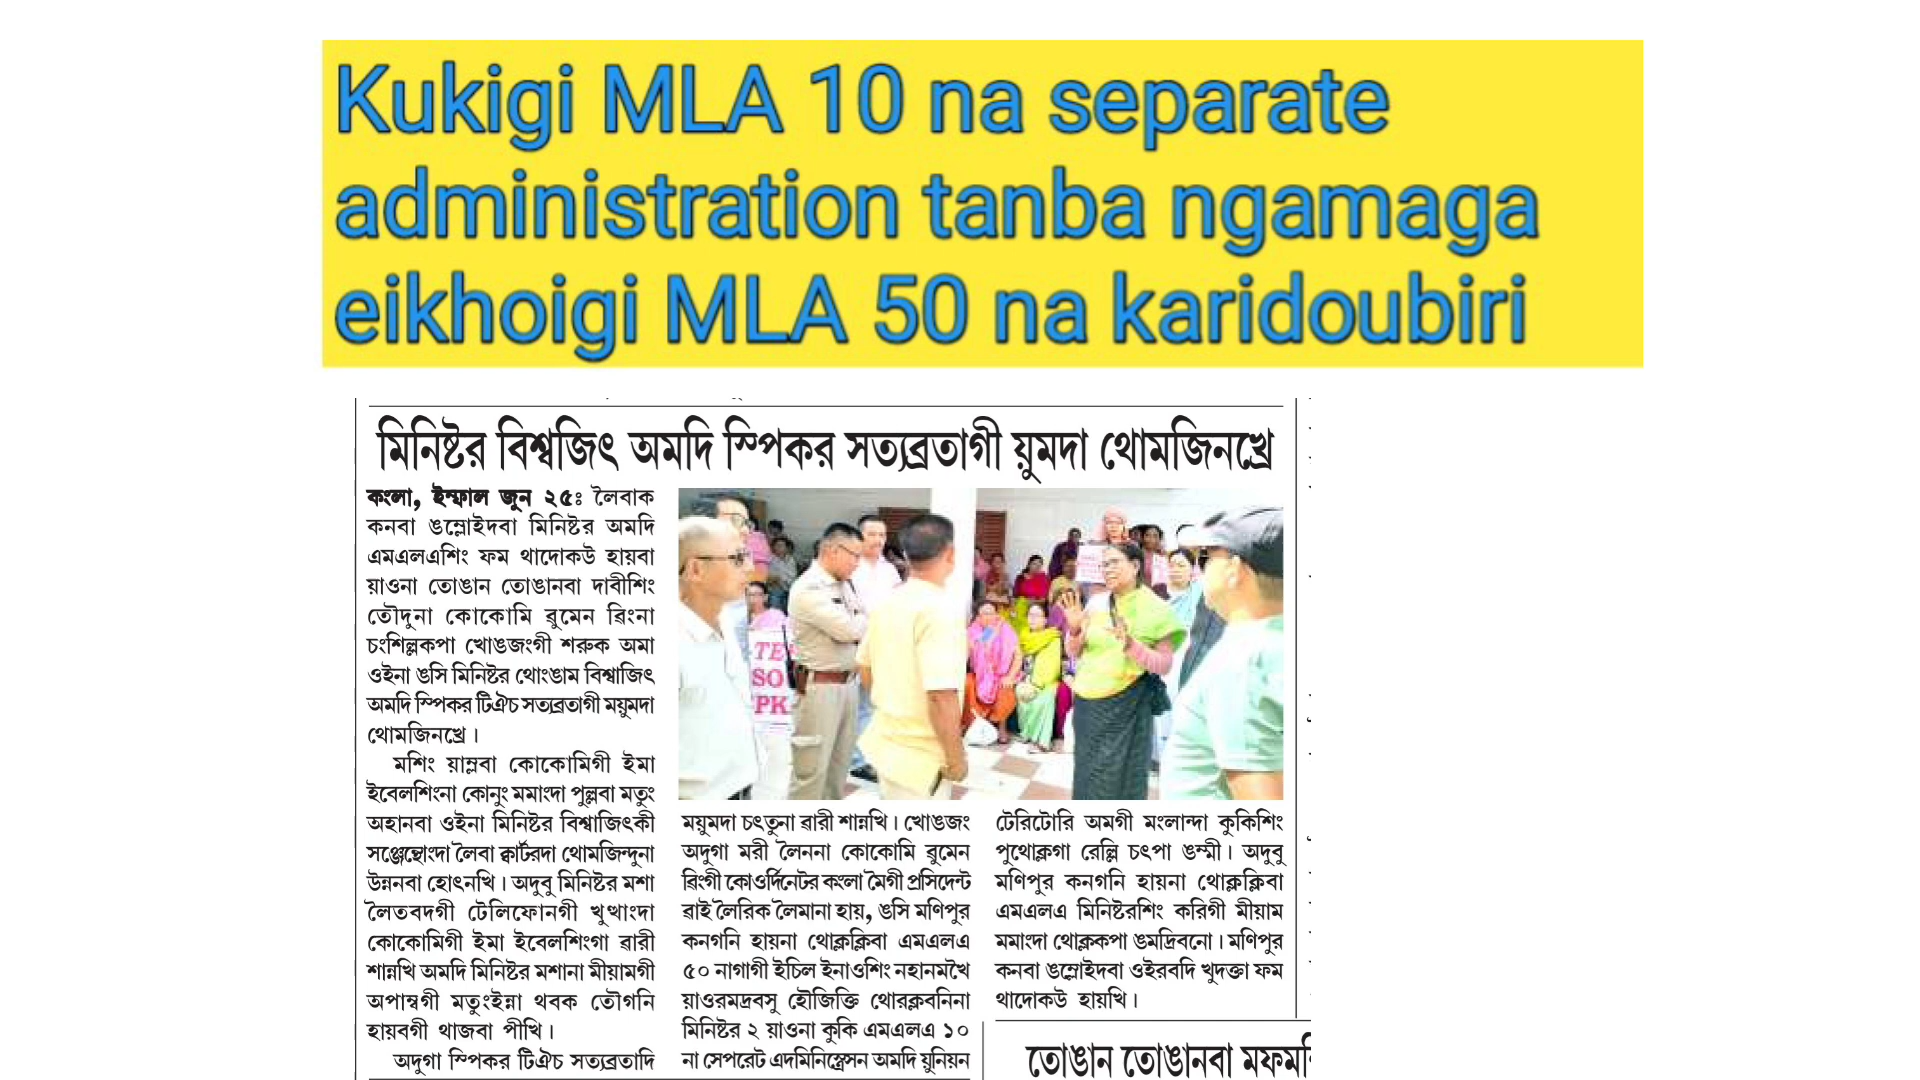 Kukigi MLA 10 na separate
administration tanba ngamaga
eikhoigi MLA 50 na karidoubiri
মিনিষ্টর বিশ্বজিৎ অমদি স্পিকর সত্যব্রতাগী য়ুমদা থোমজিনখ্রে
কংলা, ইম্ফাল জুন ২৫ঃ লৈবাক
কনবা ঙম্লোইদবা মিনিষ্টর অমদি
এমএলএশিং ফম থাদোকউ হায়বা
য়াওনা তোঙান তোঙানবা দাবীশিং
তৌদুনা কোকোমি ৱুমেন ৱিংনা
চংশিল্লকপা খোঙজংগী শরুক অমা
ওইনা ঙসি মিনিষ্টর থোংঙাম বিশ্বাজিৎ
অমদি স্পিকর টিঐচ সত্যব্রতাগী ময়ুমদা
থোমজিনখ্রে।
মশিং য়াম্লবা কোকোমিগী ইমা
ইবেলশিংনা কোনুং মমাংদা পুল্লবা মতুং
অহানবা ওইনা মিনিষ্টর বিশ্বাজিৎকী
সঞ্জেন্থোংদা লৈবা ক্বার্টরদা থোমজিন্দুনা
উন্ননবা হোৎনখি। অদুবু মিনিষ্টর মশা
লৈতবদগী টেলিফোনগী খুত্থাংদা
কোকোমিগী ইমা ইবেলশিংগা ৱারী
শান্নখি অমদি মিনিষ্টর মশানা মীয়ামগী
অপাম্বগী মতুংইন্না থবক তৌগনি
হায়বগী থাজবা পীখি।
অদুগা স্পিকর টিঐচ সত্যব্রতাদি
TE
SO
PK
ময়ুমদা চৎতুনা ৱারী শান্নখি। খোঙজং
অদুগা মরী লৈননা কোকোমি ৱুমেন
ৱিংগী কোওর্দিনেটর কংলা মৈগী প্রসিদেন্ট
ৱাই লৈরিক লৈমানা হায়, ঙসি মণিপুর
কনগনি হায়না থোক্লক্লিবা এমএলএ
৫০ নাগাগী ইচিল ইনাওশিং নহানমখৈ
য়াওরমদ্রবসু হৌজিক্তি থোরক্লবনিনা
মিনিষ্টর ২ য়াওনা কুকি এমএলএ ১০
না সেপরেট এদমিনিস্ত্রেসন অমদি য়ুনিয়ন
টেরিটোরি অমগী মংলান্দা কুকিশিং
পুথোক্লগা রেল্লি চৎপা ঙম্মী। অদুবু
মণিপুর কনগনি হায়না থোক্লক্লিবা
এমএলএ মিনিষ্টরশিং করিগী মীয়াম
মমাংদা থোক্লকপা ঙমদ্রিবনো। মণিপুর
কনবা ঙম্লোইদবা ওইরবদি খুদক্তা ফম
থাদোকউ হায়খি।
তোঙান তোঙানবা